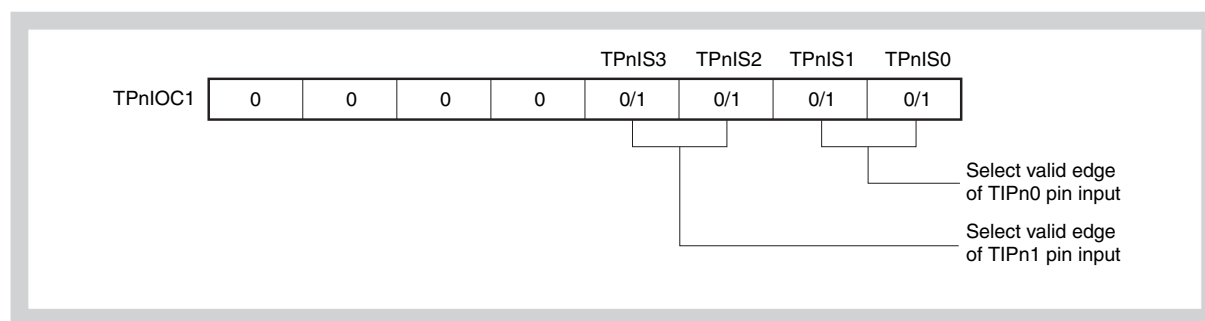 TPnIS3 TPnIS2 TPnIS1 TPnIS0
TPnIOC1 0 0 0 0 0/1 0/1 0/1 0/1
Select valid edge
of TIPn0 pin input
Select valid edge
of TIPn1 pin input